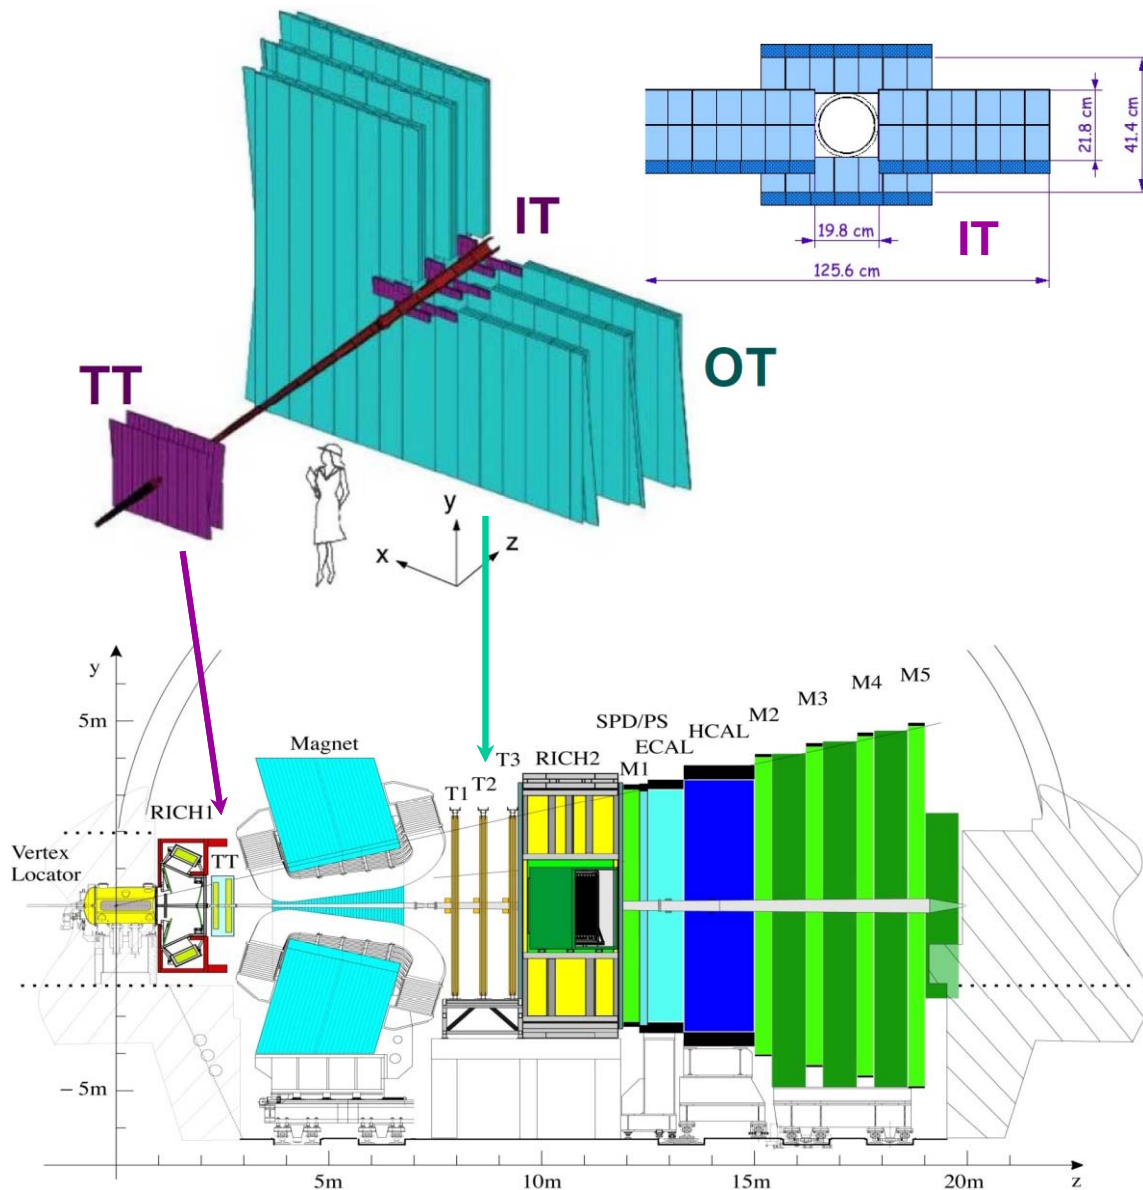 IT
TT
OT
y
z
x
21.8 cm
41.4 cm
19.8 cm
IT
125.6 cm
y
5m
Magnet
SPD/PS
ECAL
HCAL
M2
M3
M4
M5
T3
RICH2
M1
T2
T1
RICH1
TT
Vertex
Locator
– 5m
5m
10m
15m
20m
z